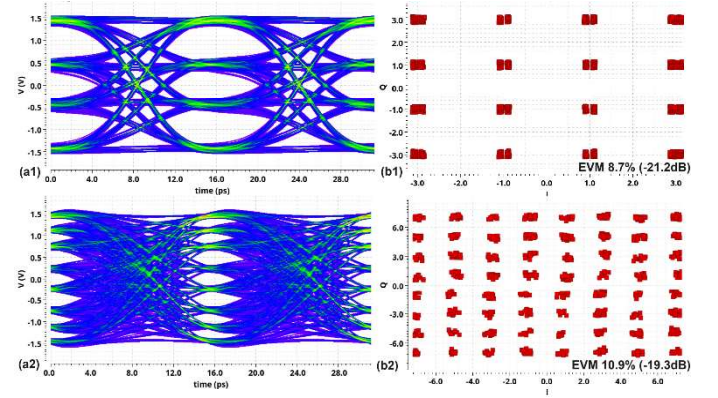 1.5
1.0
0.5
0.0
-0.5
-1.0
-1.5
V (V)
(a1)
0.0 4.0 8.0 12.0 16.0 20.0 24.0 28.0
time (ps)
3.0
2.0
1.0
0.0
-1.0
-2.0
-3.0
Q
(b1)
EVM 8.7% (-21.2dB)
-3.0 -2.0 -1.0 0.0 1.0 2.0 3.0
I
1.5
1.0
0.5
0.0
-0.5
-1.0
-1.5
V (V)
(a2)
0.0 4.0 8.0 12.0 16.0 20.0 24.0 28.0
time (ps)
6.0
3.0
0.0
-3.0
-6.0
Q
(b2)
EVM 10.9% (-19.3dB)
-6.0 -4.0 -2.0 0.0 2.0 4.0 6.0
I